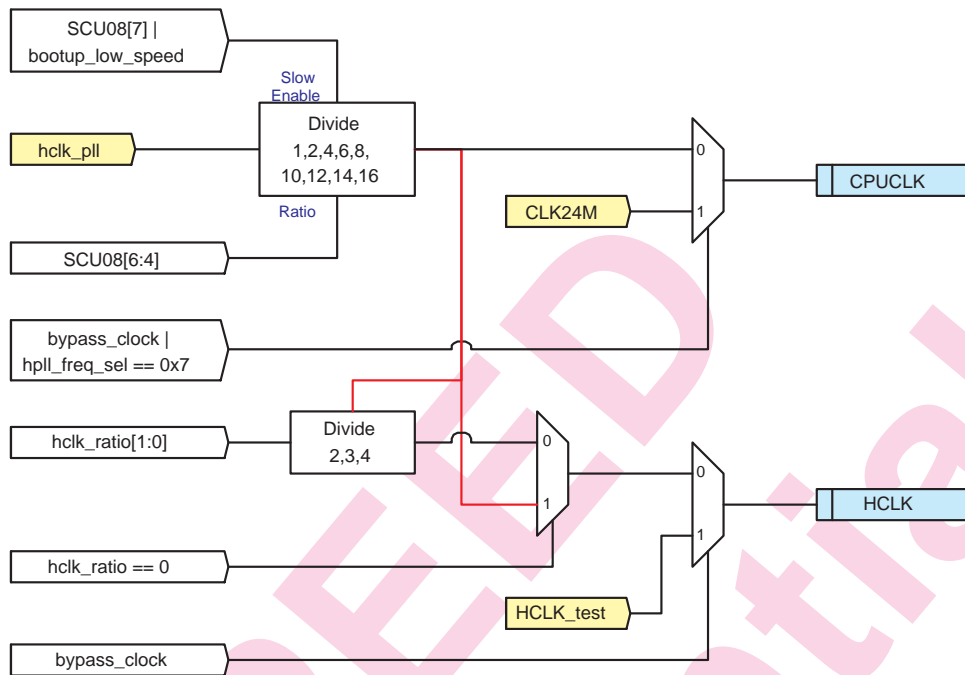 SCU08[7] |
bootup_low_speed
Slow
Enable
hclk_pll
Divide
1,2,4,6,8,
10,12,14,16
Ratio
SCU08[6:4]
0
CLK24M
1
CPUCLK
bypass_clock |
hpll_freq_sel == 0x7
hclk_ratio[1:0]
Divide
2,3,4
0
1
0
HCLK
1
hclk_ratio == 0
HCLK_test
bypass_clock